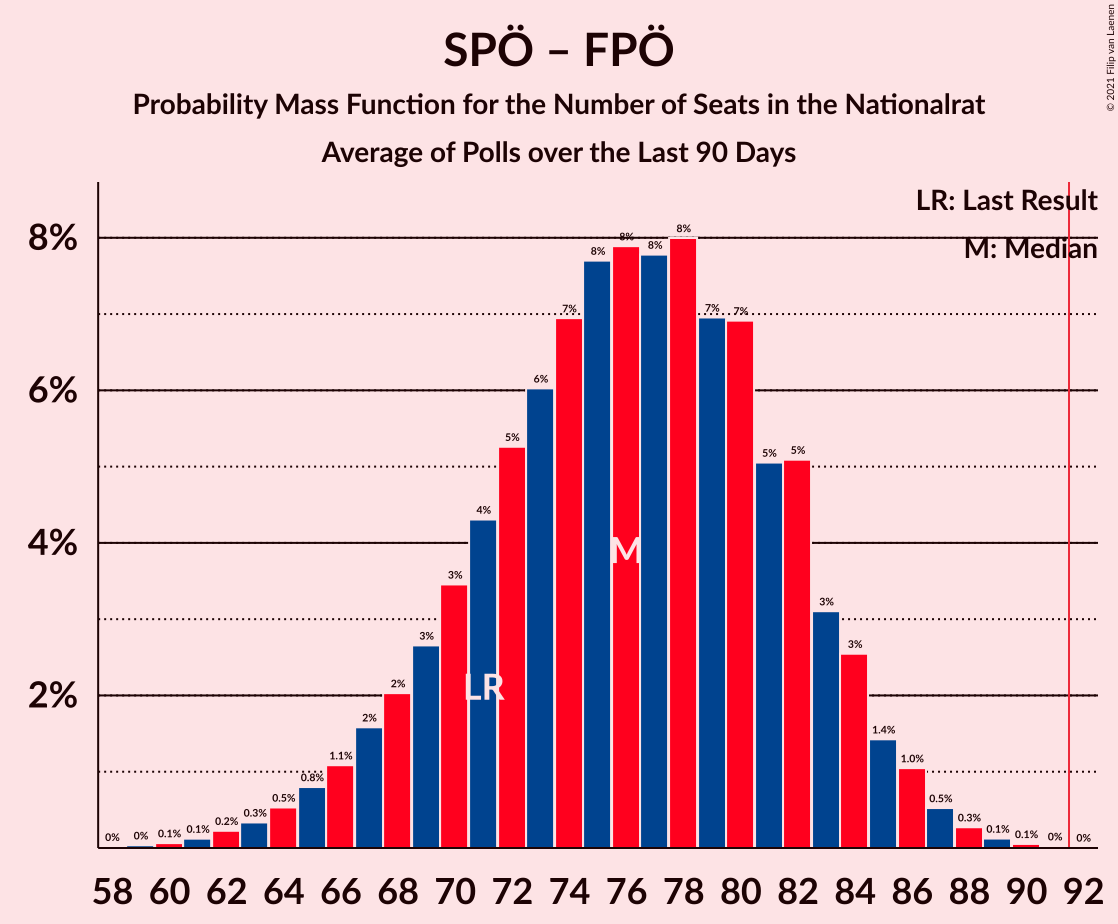 SPÖ – FPÖ
Probability Mass Function for the Number of Seats in the Nationalrat
Average of Polls over the Last 90 Days
© 2021 Filip van Laenen
LR: Last Result
M: Median
8%
6%
4%
2%
0% 0% 0.1% 0.1% 0.2% 0.3% 0.5% 0.8% 1.1% 2% 2% 3% 3% 4% 5% 6% 7% 8% 8% 8% 8% 7% 7% 5% 5% 3% 3% 1.4% 1.0% 0.5% 0.3% 0.1% 0.1% 0% 0%
M
LR
58 60 62 64 66 68 70 72 74 76 78 80 82 84 86 88 90 92